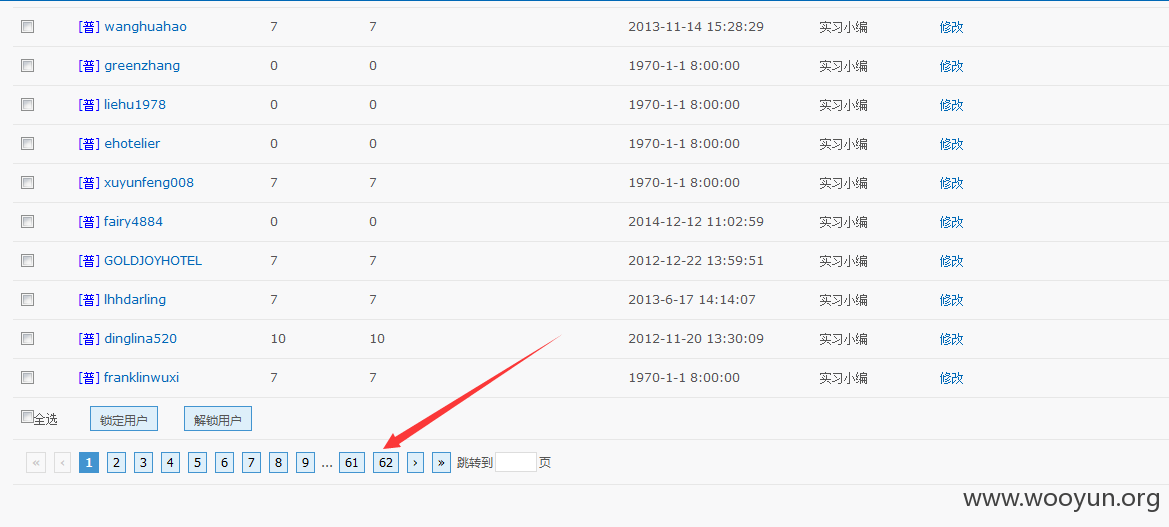 [普] wanghuahao 7 7 2013-11-14 15:28:29 实习小编 修改
[普] greenzhang 0 0 1970-1-1 8:00:00 实习小编 修改
[普] liehu1978 0 0 1970-1-1 8:00:00 实习小编 修改
[普] ehotelier 0 0 1970-1-1 8:00:00 实习小编 修改
[普] xuyunfeng008 7 7 1970-1-1 8:00:00 实习小编 修改
[普] fairy4884 0 0 2014-12-12 11:02:59 实习小编 修改
[普] GOLDJOYHOTEL 7 7 2012-12-22 13:59:51 实习小编 修改
[普] lhhdarling 7 7 2013-6-17 14:14:07 实习小编 修改
[普] dinglina520 10 10 2012-11-20 13:30:09 实习小编 修改
[普] franklinwuxi 7 7 1970-1-1 8:00:00 实习小编 修改
全选 锁定用户 解锁用户
« ‹ 1 2 3 4 5 6 7 8 9 ... 61 62 › » 跳转到 页
www.wooyun.org